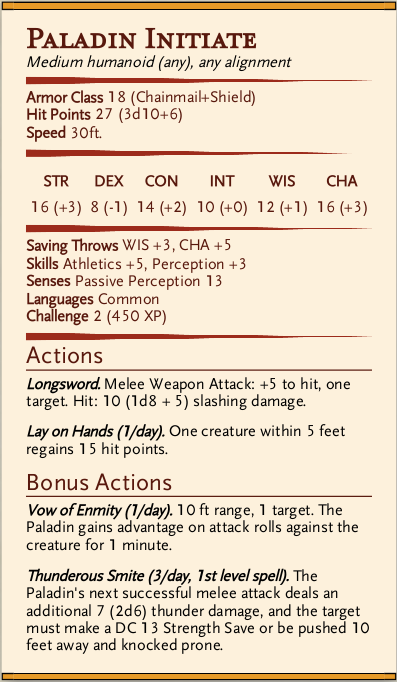 Paladin Initiate
Medium humanoid (any), any alignment
Armor Class 18 (Chainmail+Shield)
Hit Points 27 (3d10+6)
Speed 30ft.
STR DEX CON INT WIS CHA
16 (+3) 8 (-1) 14 (+2) 10 (+0) 12 (+1) 16 (+3)
Saving Throws WIS +3, CHA +5
Skills Athletics +5, Perception +3
Senses Passive Perception 13
Languages Common
Challenge 2 (450 XP)
Actions
Longsword. Melee Weapon Attack: +5 to hit, one
target. Hit: 10 (1d8 + 5) slashing damage.
Lay on Hands (1/day). One creature within 5 feet
regains 15 hit points.
Bonus Actions
Vow of Enmity (1/day). 10 ft range, 1 target. The
Paladin gains advantage on attack rolls against the
creature for 1 minute.
Thunderous Smite (3/day, 1st level spell). The
Paladin's next successful melee attack deals an
additional 7 (2d6) thunder damage, and the target
must make a DC 13 Strength Save or be pushed 10
feet away and knocked prone.